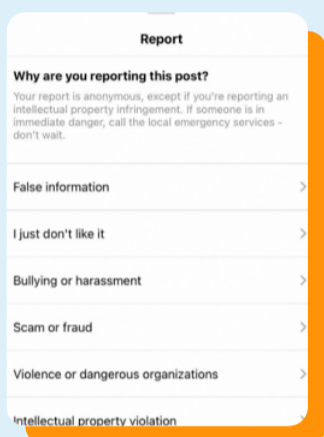 Report
Why are you reporting this post?
Your report is anonymous, except if you're reporting an
intellectual property infringement. If someone is in
immediate danger, call the local emergency services -
don't wait.
False information
I just don't like it
Bullying or harassment
Scam or fraud
Violence or dangerous organizations
Intellectual property violation